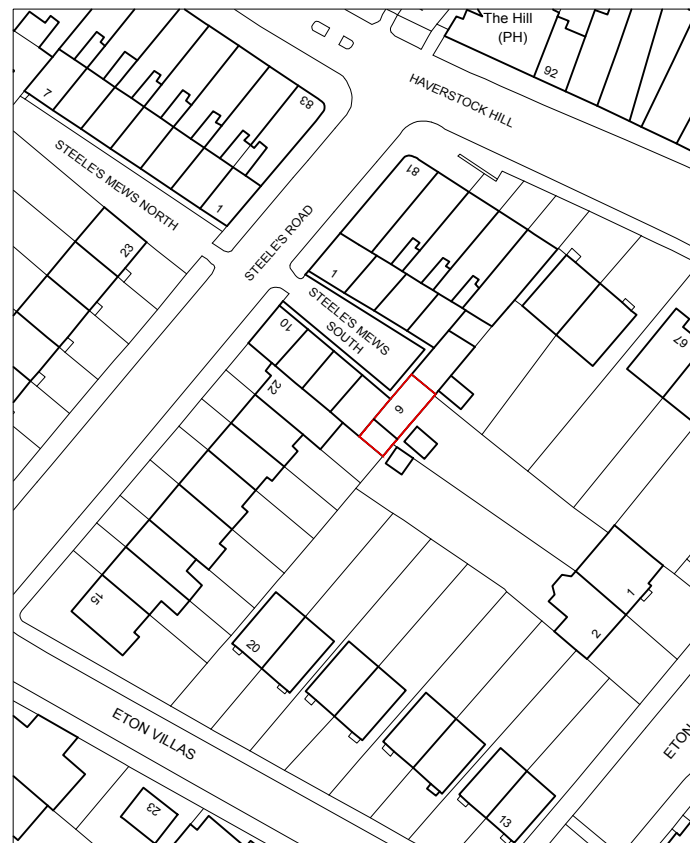 The Hill
(PH)
92
HAVERSTOCK HILL
83
7
STEELE'S MEWS NORTH
1
81
STEELE'S ROAD
23
1
STEELE'S MEWS
SOUTH
10
67
22
6
1
2
15
20
ETON VILLAS
ETON
23
13